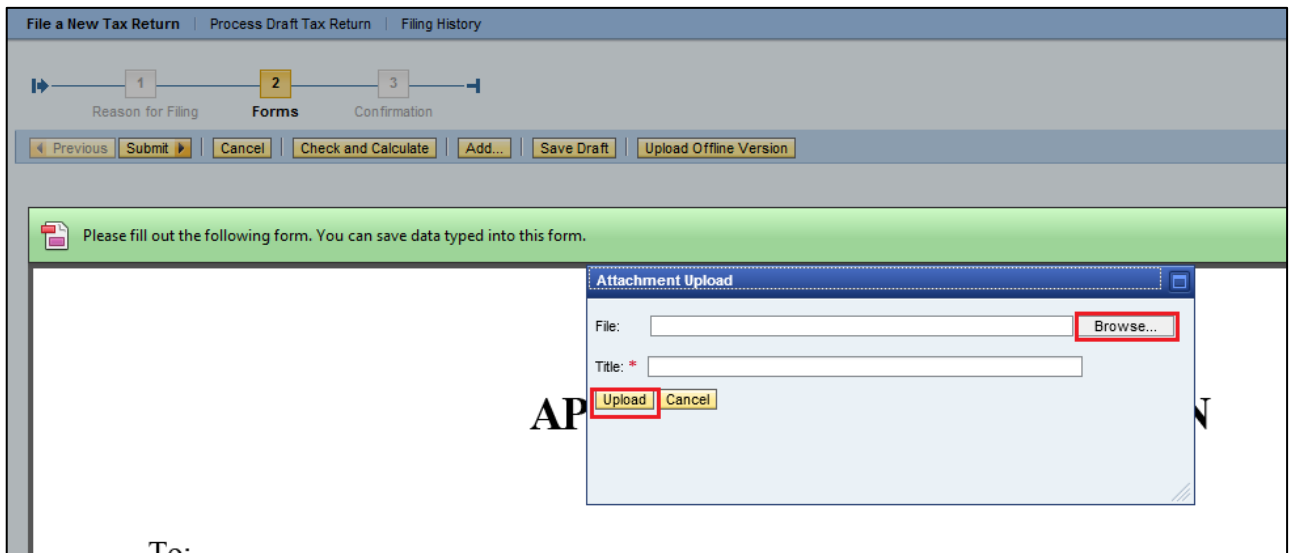 File a New Tax Return | Process Draft Tax Return | Filing History
1 2 3
Reason for Filing Forms Confirmation
Previous Submit Cancel Check and Calculate Add... Save Draft Upload Offline Version
Please fill out the following form. You can save data typed into this form.
Attachment Upload
File: Browse...
Title: *
Upload Cancel
AP N
To: